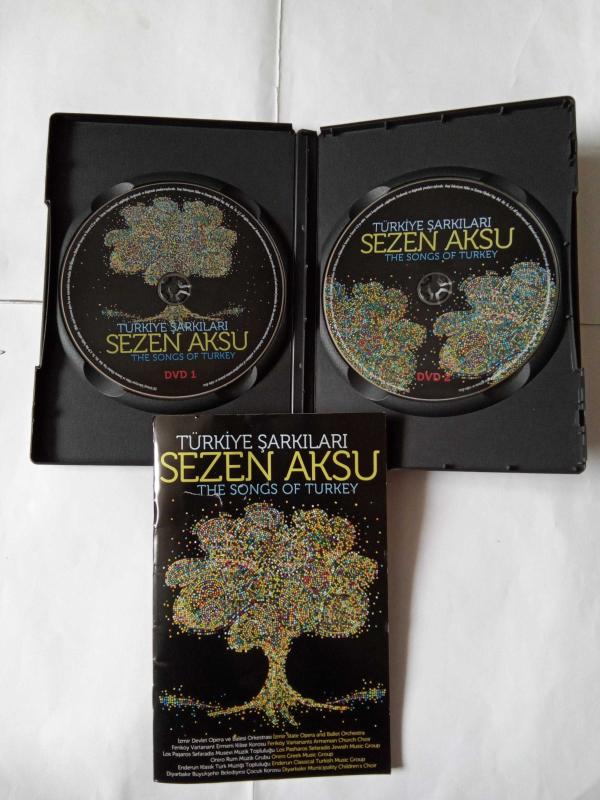 TÜRKİYE ŞARKILARI
SEZEN AKSU
THE SONGS OF TURKEY
DVD 1
TÜRKİYE ŞARKILARI
SEZEN AKSU
THE SONGS OF TURKEY
DVD 2
TÜRKİYE ŞARKILARI
SEZEN AKSU
THE SONGS OF TURKEY
İzmir Devlet Opera ve Balesi Orkestrası İzmir State Opera and Ballet Orchestra
Feriköy Vartanant Ermeni Kilise Korosu Feriköy Vartanants Armenian Church Choir
Los Paşaros Sefaradis Musevi Müzik Topluluğu Los Pasharos Sefaradis Jewish Music Group
Oniro Rum Müzik Grubu Oniro Greek Music Group
Enderun Klasik Türk Müziği Topluluğu Enderun Classical Turkish Music Group
Diyarbakır Büyükşehir Belediyesi Çocuk Korosu Diyarbakır Municipality Children's Choir